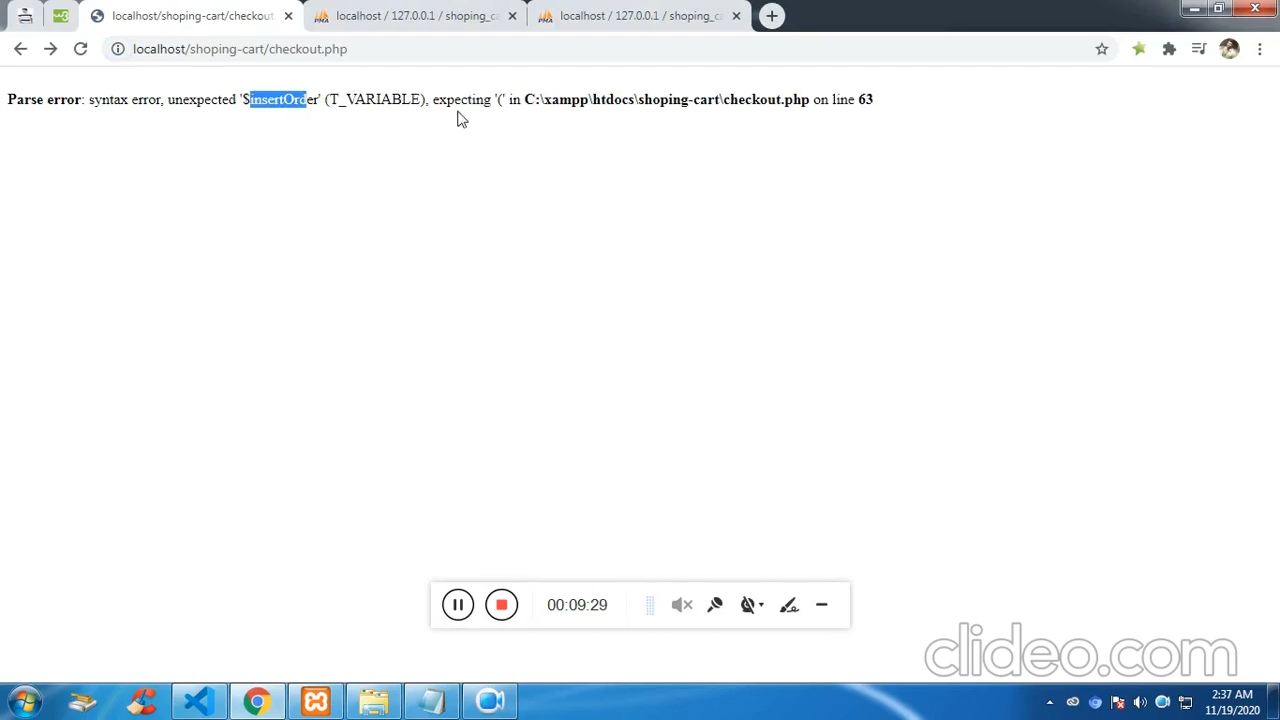 localhost/shoping-cart/checkout
localhost / 127.0.0.1 / shoping_
localhost / 127.0.0.1 / shoping_c
localhost/shoping-cart/checkout.php
Parse error: syntax error, unexpected '$insertOrder' (T_VARIABLE), expecting '(' in C:\xampp\htdocs\shoping-cart\checkout.php on line 63
00:09:29
clideo.com
2:37 AM
11/19/2020